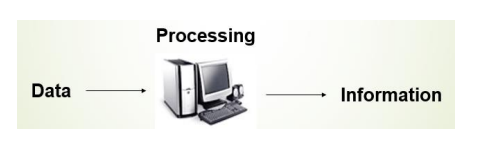 Processing
Data
Information